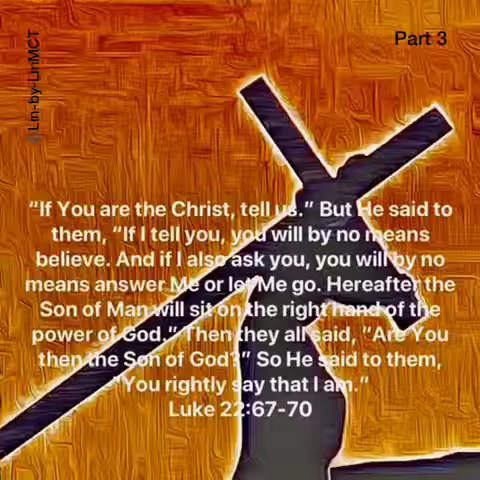 Part 3
Lin-by-LinMCT
“If You are the Christ, tell us.” But He said to
them, “If I tell you, you will by no means
believe. And if I also ask you, you will by no
means answer Me or let Me go. Hereafter the
Son of Man will sit on the right hand of the
power of God.” Then they all said, “Are You
then the Son of God?” So He said to them,
“You rightly say that I am.”
Luke 22:67-70